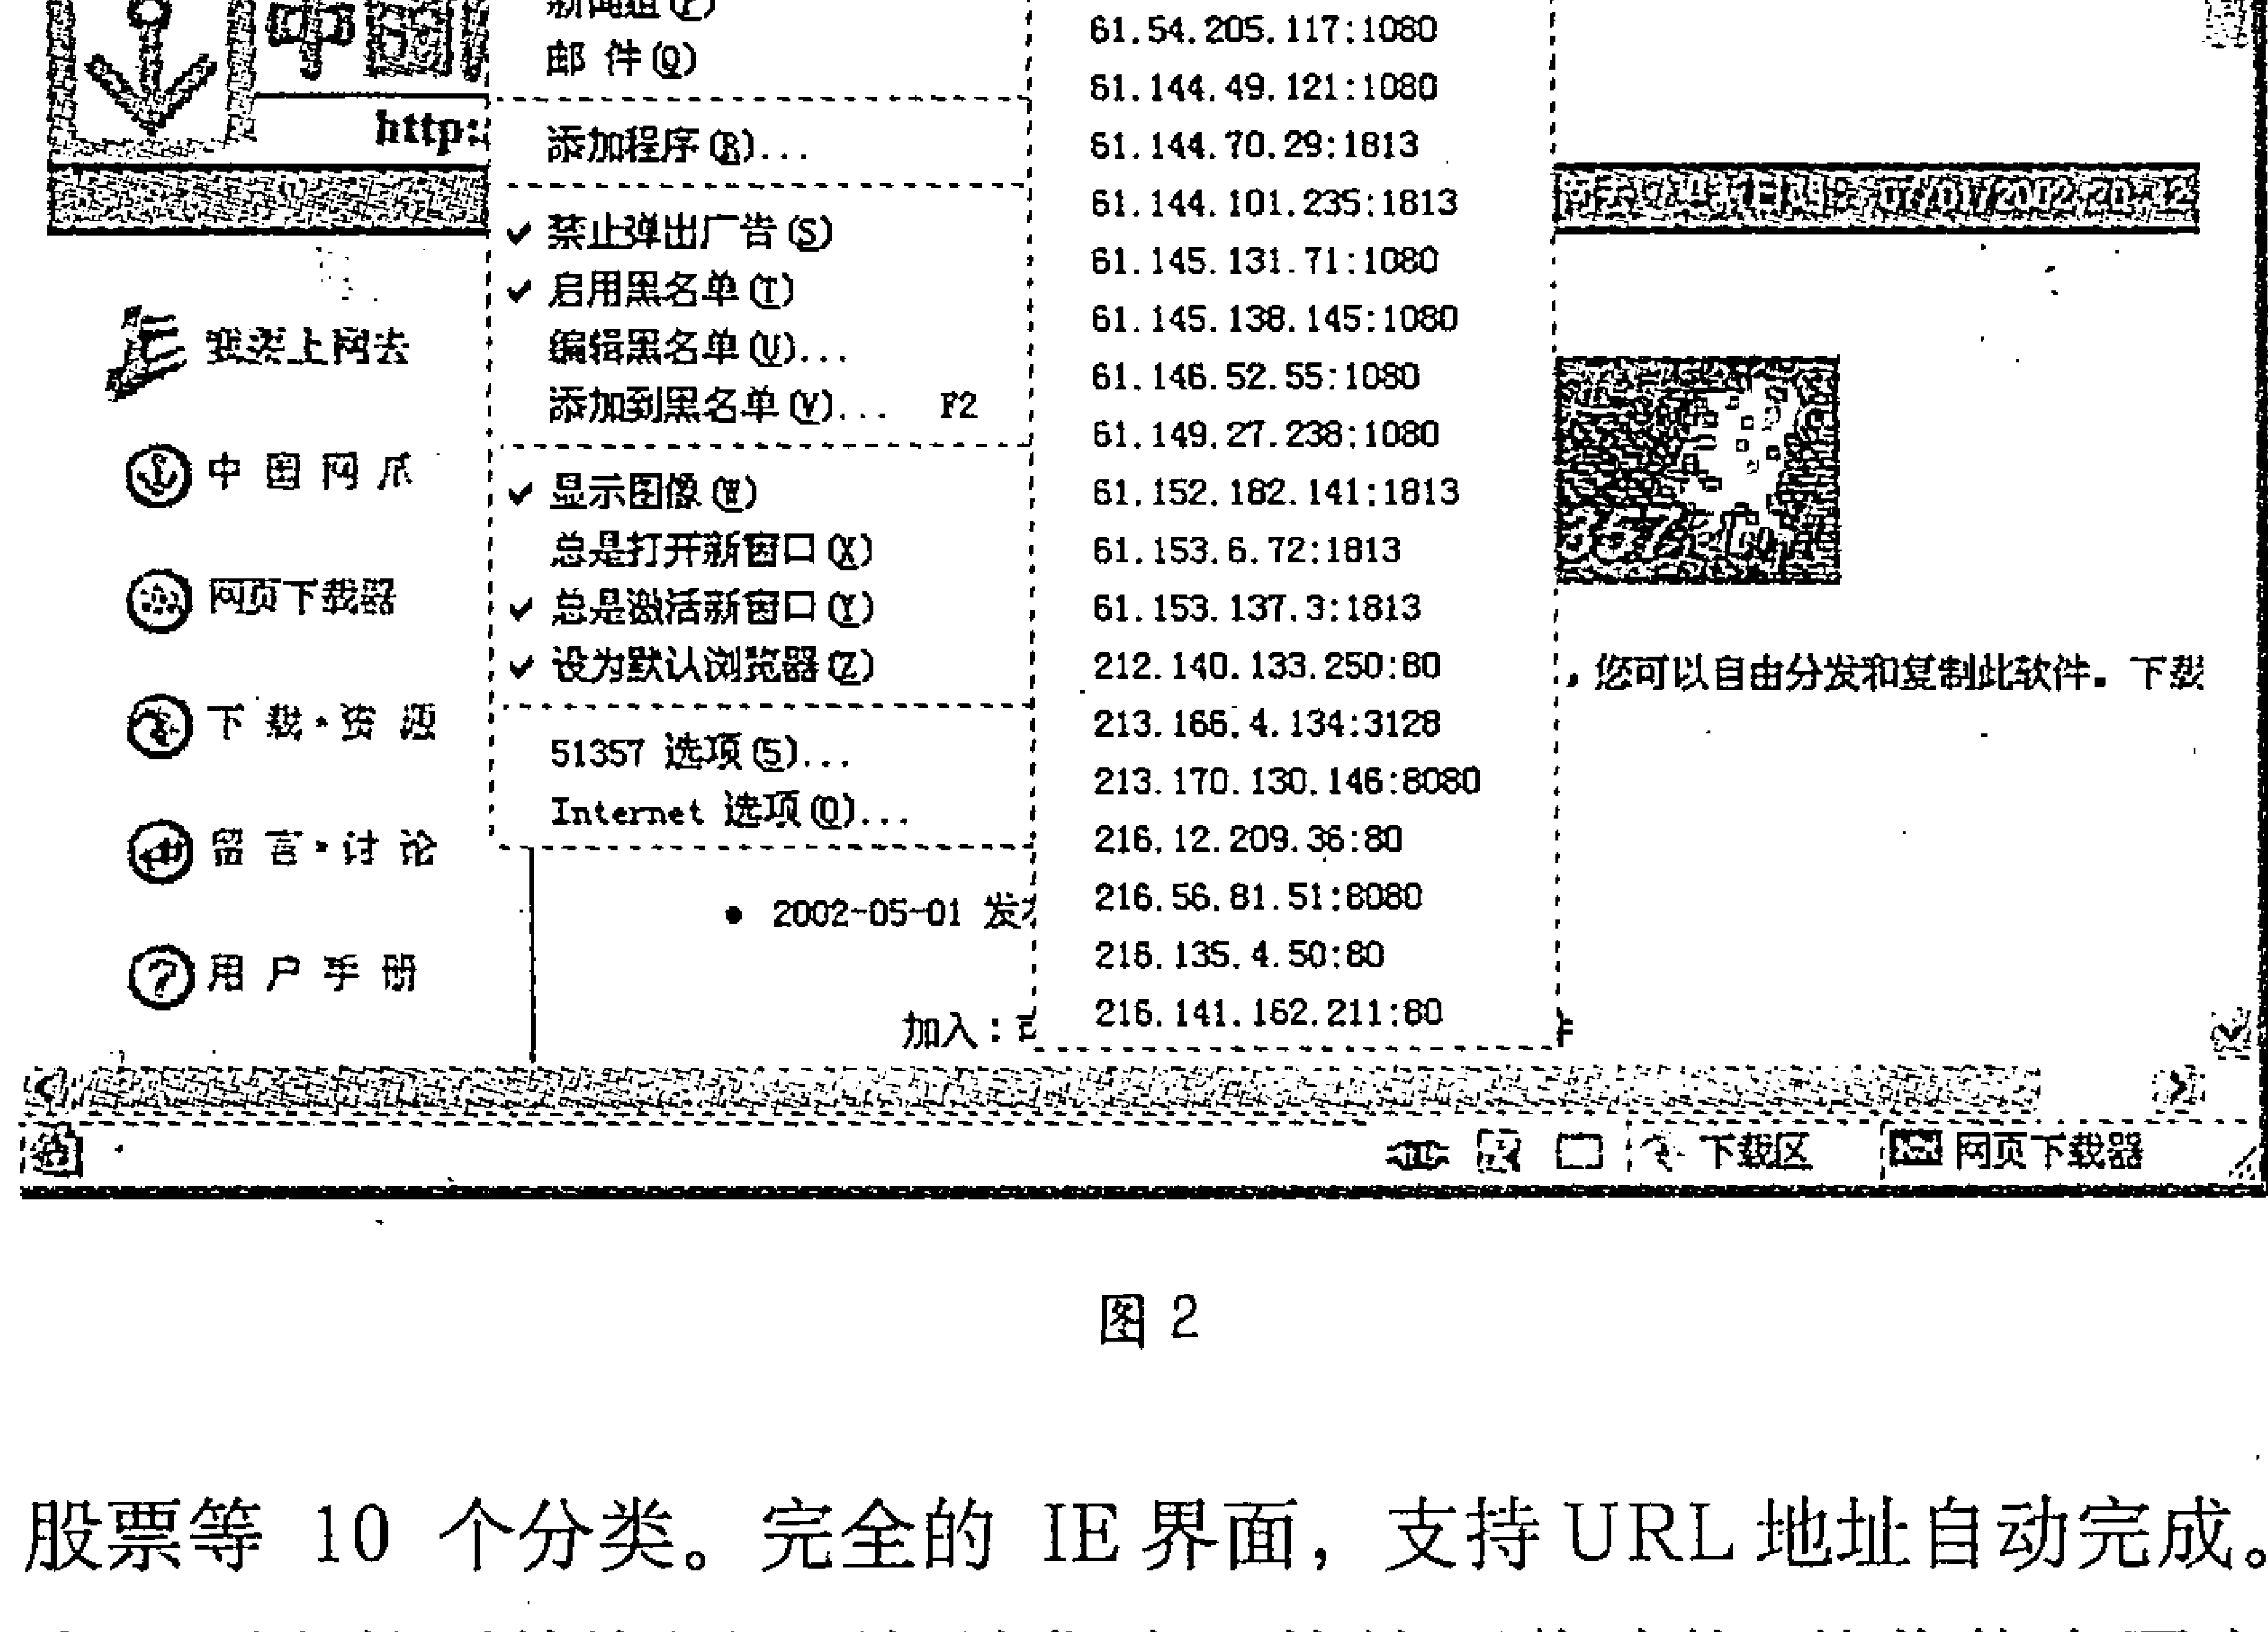 邮 件(Q)
http:
添加程序(R)...
✓ 禁止弹出广告(S)
✓ 启用黑名单(T)
编辑黑名单(U)...
添加到黑名单(V)... F2
✓ 显示图像(W)
总是打开新窗口(X)
✓ 总是激活新窗口(Y)
✓ 设为默认浏览器(Z)
51357 选项(5)...
Internet 选项(O)...
61.54.205.117:1080
61.144.49.121:1080
61.144.70.29:1813
61.144.101.235:1813
61.145.131.71:1080
61.145.138.145:1080
61.146.52.55:1080
61.149.27.238:1080
61.152.182.141:1813
61.153.6.72:1813
61.153.137.3:1813
212.140.133.250:80
213.166.4.134:3128
213.170.130.146:8080
216.12.209.36:80
216.56.81.51:8080
216.135.4.50:80
216.141.162.211:80
我要上网去
中 国 网 爪
网页下载器
下 载·资 源
留 言·讨 论
用 户 手 册
，您可以自由分发和复制此软件。下载
• 2002-05-01 发
加入：
下载区
网页下载器
图 2
股票等 10 个分类。完全的 IE 界面，支持 URL 地址自动完成。